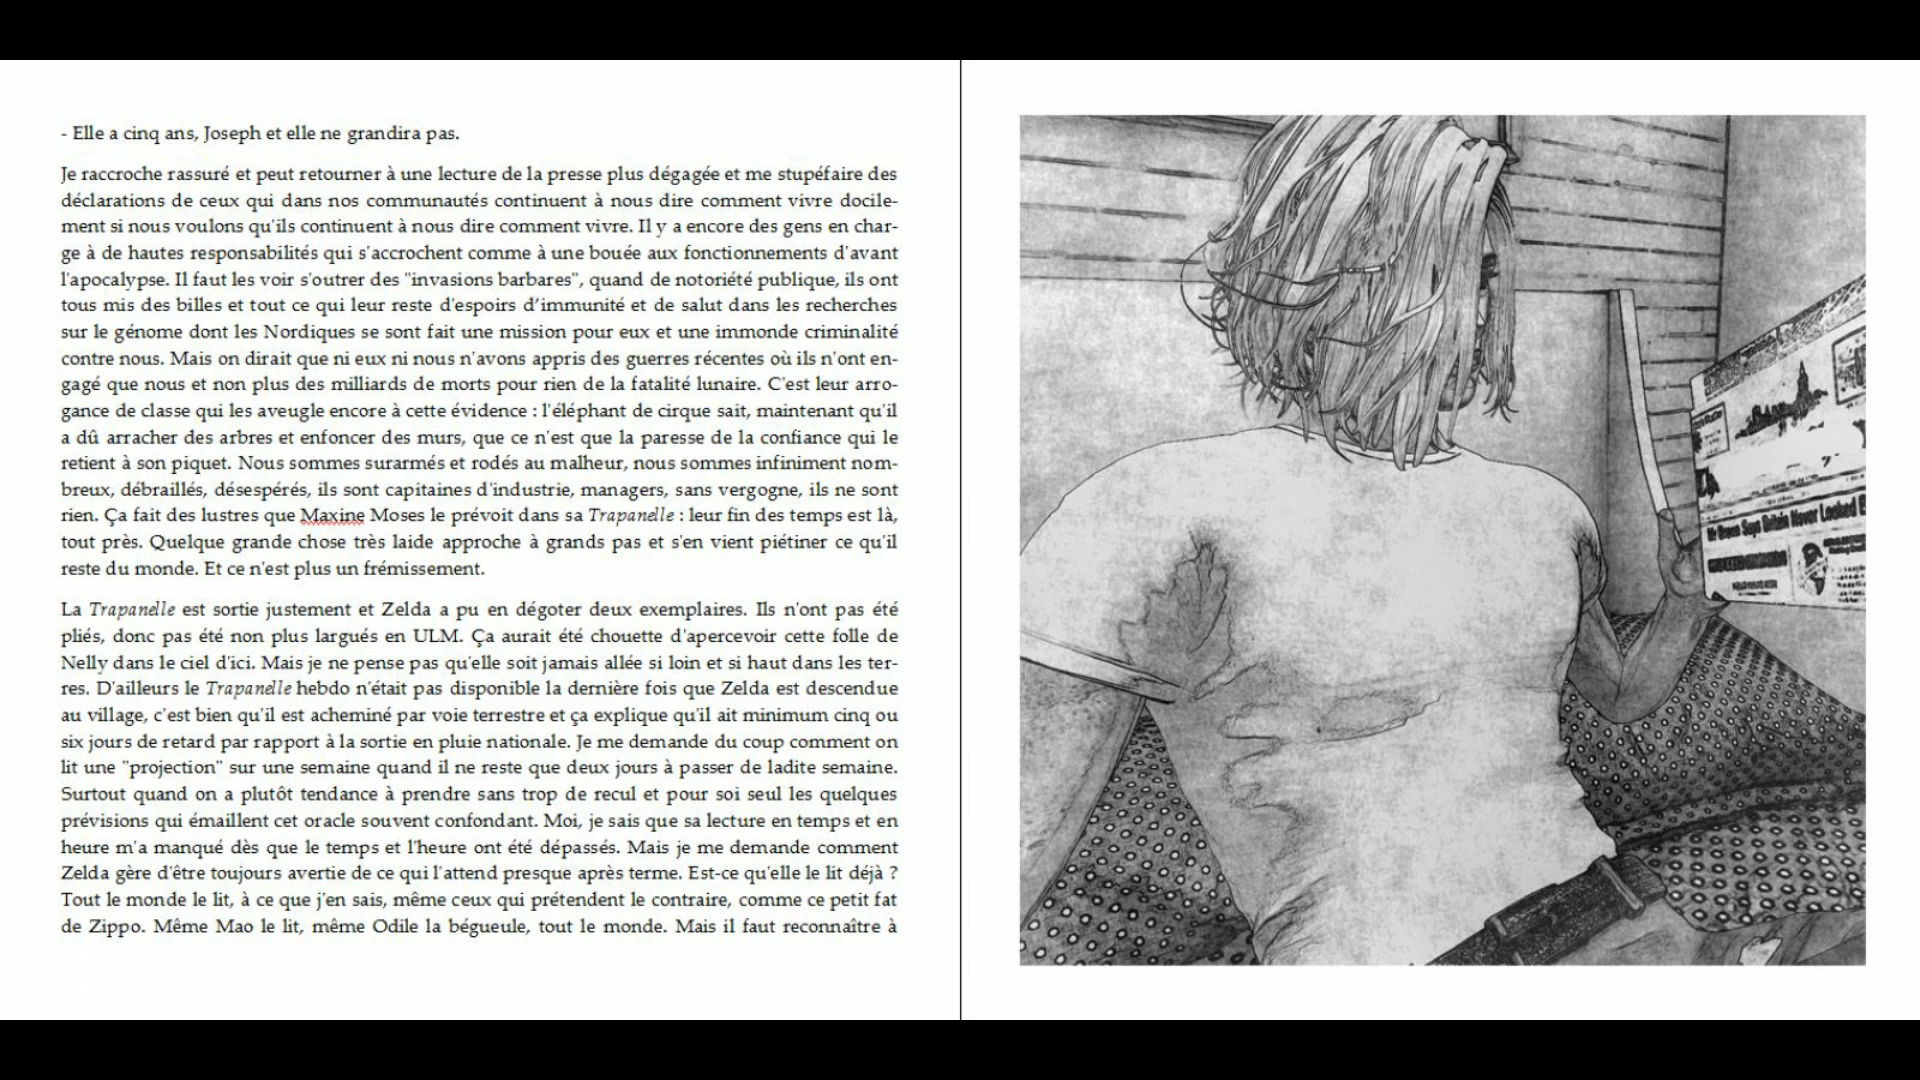 - Elle a cinq ans, Joseph et elle ne grandira pas.
Je raccroche rassuré et peut retourner à une lecture de la presse plus dégagée et me stupéfaire des
déclarations de ceux qui dans nos communautés continuent à nous dire comment vivre docile-
ment si nous voulons qu'ils continuent à nous dire comment vivre. Il y a encore des gens en char-
ge à de hautes responsabilités qui s'accrochent comme à une bouée aux fonctionnements d'avant
l'apocalypse. Il faut les voir s'outrer des "invasions barbares", quand de notoriété publique, ils ont
tous mis des billes et tout ce qui leur reste d'espoirs d’immunité et de salut dans les recherches
sur le génome dont les Nordiques se sont fait une mission pour eux et une immonde criminalité
contre nous. Mais on dirait que ni eux ni nous n'avons appris des guerres récentes où ils n'ont en-
gagé que nous et non plus des milliards de morts pour rien de la fatalité lunaire. C'est leur arro-
gance de classe qui les aveugle encore à cette évidence : l'éléphant de cirque sait, maintenant qu'il
a dû arracher des arbres et enfoncer des murs, que ce n'est que la paresse de la confiance qui le
retient à son piquet. Nous sommes surarmés et rodés au malheur, nous sommes infiniment nom-
breux, débraillés, désespérés, ils sont capitaines d'industrie, managers, sans vergogne, ils ne sont
rien. Ça fait des lustres que Maxine Moses le prévoit dans sa Trapanelle : leur fin des temps est là,
tout près. Quelque grande chose très laide approche à grands pas et s'en vient piétiner ce qu'il
reste du monde. Et ce n'est plus un frémissement.
La Trapanelle est sortie justement et Zelda a pu en dégoter deux exemplaires. Ils n'ont pas été
pliés, donc pas été non plus largués en ULM. Ça aurait été chouette d'apercevoir cette folle de
Nelly dans le ciel d'ici. Mais je ne pense pas qu'elle soit jamais allée si loin et si haut dans les ter-
res. D'ailleurs le Trapanelle hebdo n'était pas disponible la dernière fois que Zelda est descendue
au village, c'est bien qu'il est acheminé par voie terrestre et ça explique qu'il ait minimum cinq ou
six jours de retard par rapport à la sortie en pluie nationale. Je me demande du coup comment on
lit une "projection" sur une semaine quand il ne reste que deux jours à passer de ladite semaine.
Surtout quand on a plutôt tendance à prendre sans trop de recul et pour soi seul les quelques
prévisions qui émaillent cet oracle souvent confondant. Moi, je sais que sa lecture en temps et en
heure m'a manqué dès que le temps et l'heure ont été dépassés. Mais je me demande comment
Zelda gère d'être toujours avertie de ce qui l'attend presque après terme. Est-ce qu'elle le lit déjà ?
Tout le monde le lit, à ce que j'en sais, même ceux qui prétendent le contraire, comme ce petit fat
de Zippo. Même Mao le lit, même Odile la bégueule, tout le monde. Mais il faut reconnaître à
Mr Brown Says Britain Never Looked